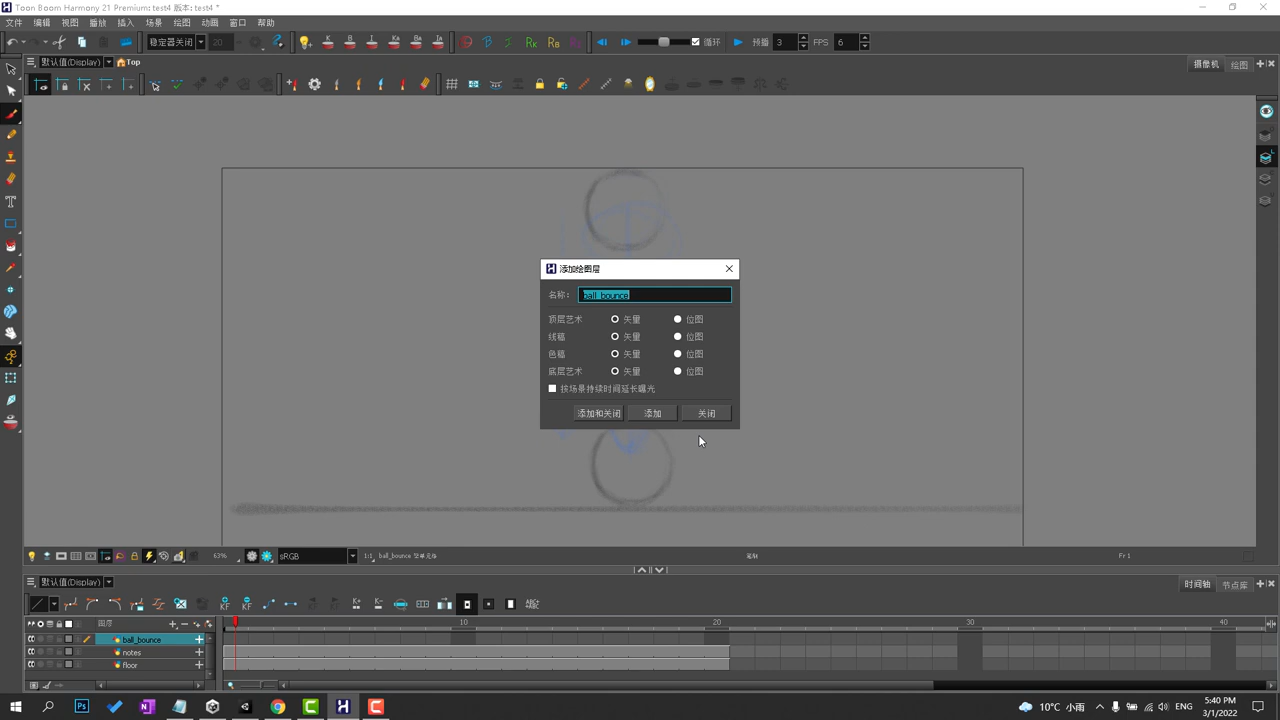 Toon Boom Harmony 21 Premium: test4 版本: test4 *
文件 编辑 视图 播放 插入 场景 绘图 动画 窗口 帮助
稳定器关闭 20 循环 预播 3 FPS 6
默认值(Display) Top 摄像机 绘图
添加绘图层
名称: ball_bounce
顶层艺术 矢量 位图
线稿 矢量 位图
色稿 矢量 位图
底层艺术 矢量 位图
按场景持续时间延长曝光
添加和关闭 添加 关闭
63% sRGB 1:1 Fr 1
默认值(Display) 时间轴 节点库
图层 10 20 30 40
ball_bounce
notes
floor
10°C 小雨 ENG 5:40 PM
3/1/2022